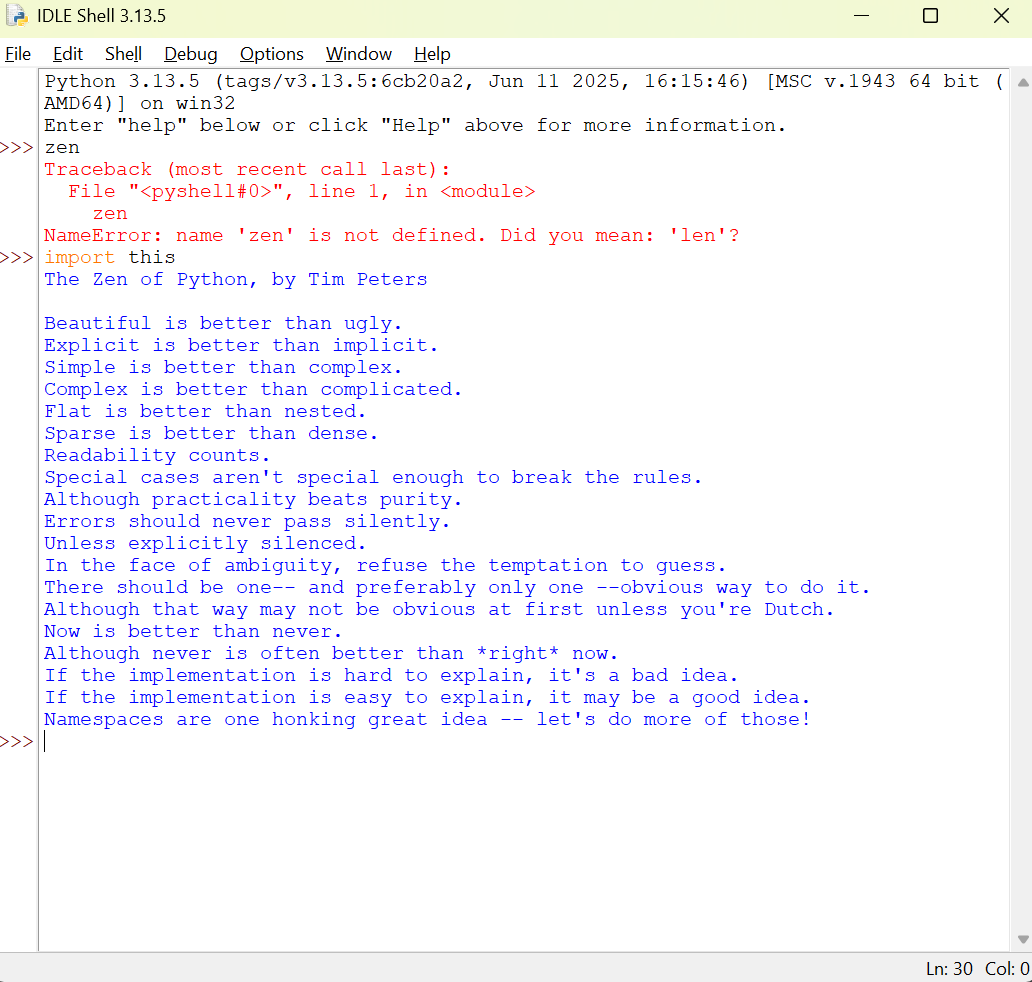 IDLE Shell 3.13.5
File Edit Shell Debug Options Window Help
Python 3.13.5 (tags/v3.13.5:6cb20a2, Jun 11 2025, 16:15:46) [MSC v.1943 64 bit (
AMD64)] on win32
Enter "help" below or click "Help" above for more information.
>>> zen
Traceback (most recent call last):
  File "<pyshell#0>", line 1, in <module>
    zen
NameError: name 'zen' is not defined. Did you mean: 'len'?
>>> import this
The Zen of Python, by Tim Peters

Beautiful is better than ugly.
Explicit is better than implicit.
Simple is better than complex.
Complex is better than complicated.
Flat is better than nested.
Sparse is better than dense.
Readability counts.
Special cases aren't special enough to break the rules.
Although practicality beats purity.
Errors should never pass silently.
Unless explicitly silenced.
In the face of ambiguity, refuse the temptation to guess.
There should be one-- and preferably only one --obvious way to do it.
Although that way may not be obvious at first unless you're Dutch.
Now is better than never.
Although never is often better than *right* now.
If the implementation is hard to explain, it's a bad idea.
If the implementation is easy to explain, it may be a good idea.
Namespaces are one honking great idea -- let's do more of those!
>>>
Ln: 30 Col: 0